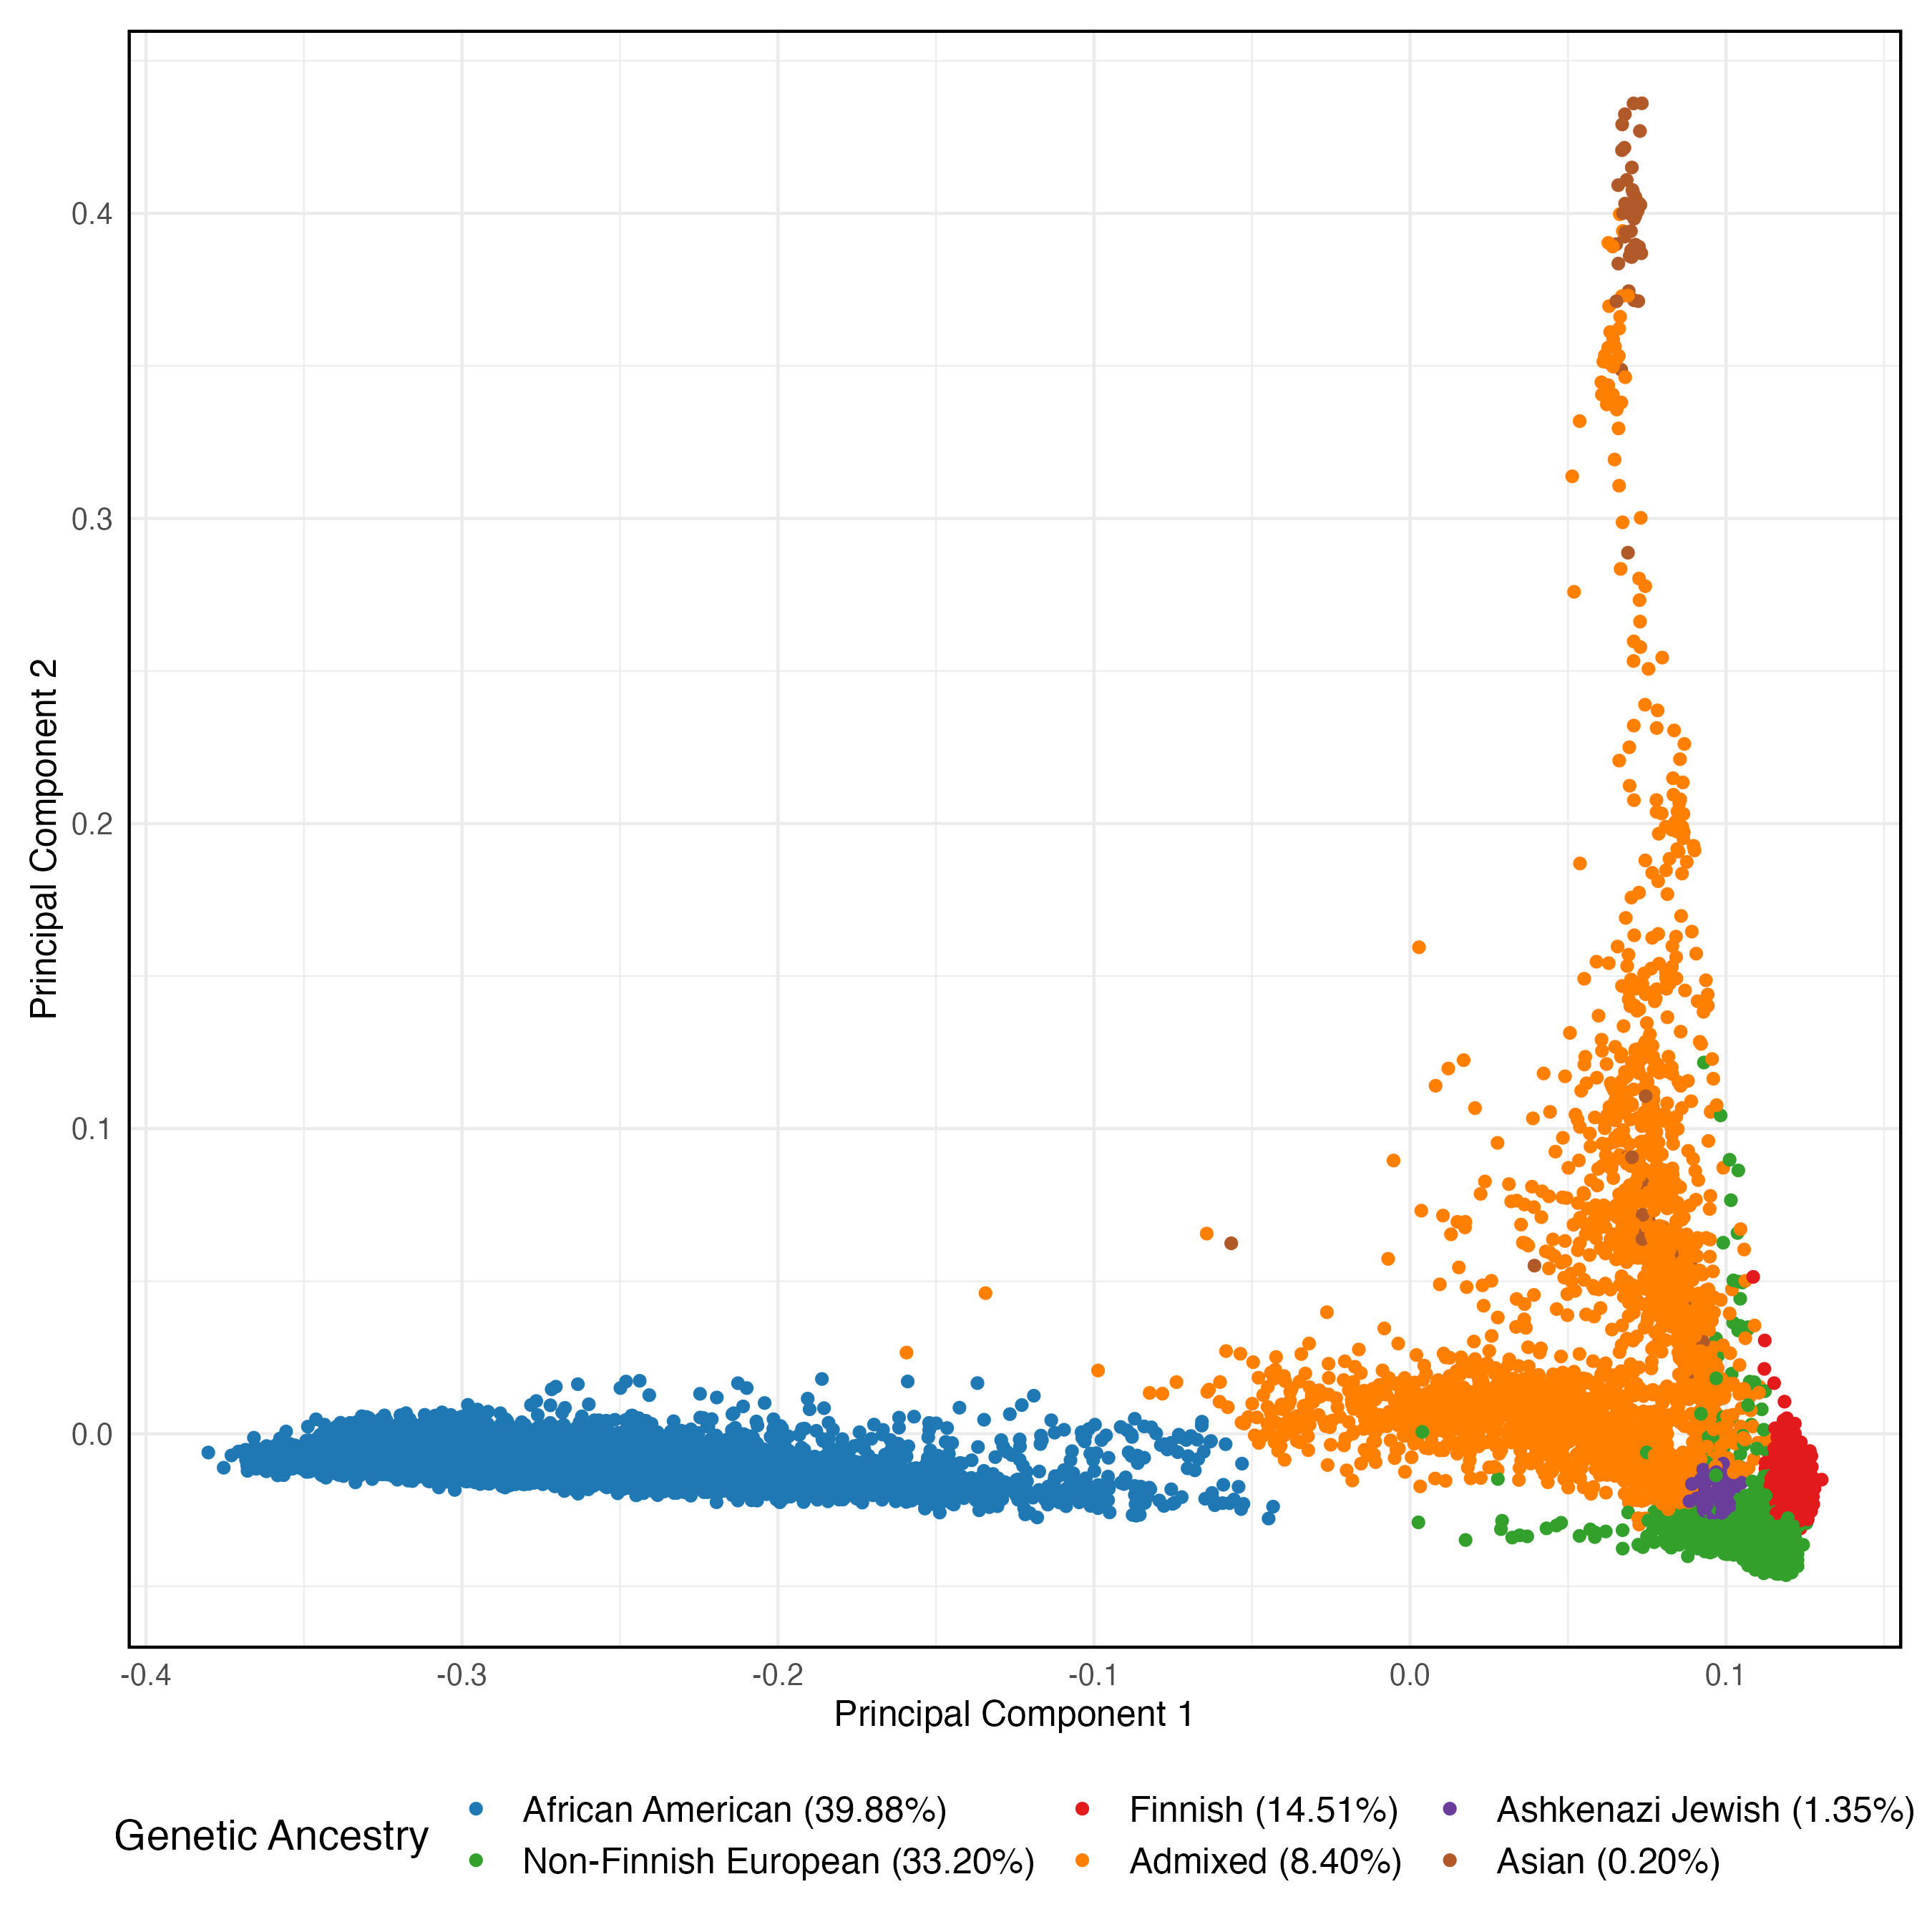 0.4
0.3
0.2
0.1
0.0
Principal Component 2
-0.4 -0.3 -0.2 -0.1 0.0 0.1
Principal Component 1
Genetic Ancestry
African American (39.88%) Finnish (14.51%) Ashkenazi Jewish (1.35%)
Non-Finnish European (33.20%) Admixed (8.40%) Asian (0.20%)